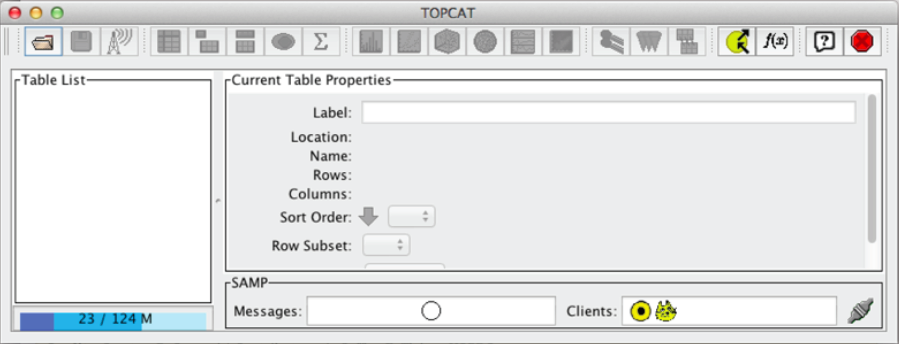 TOPCAT
Σ
f(x)
?
Table List
Current Table Properties
Label:
Location:
Name:
Rows:
Columns:
Sort Order:
Row Subset:
SAMP
Messages:
Clients:
23 / 124 M